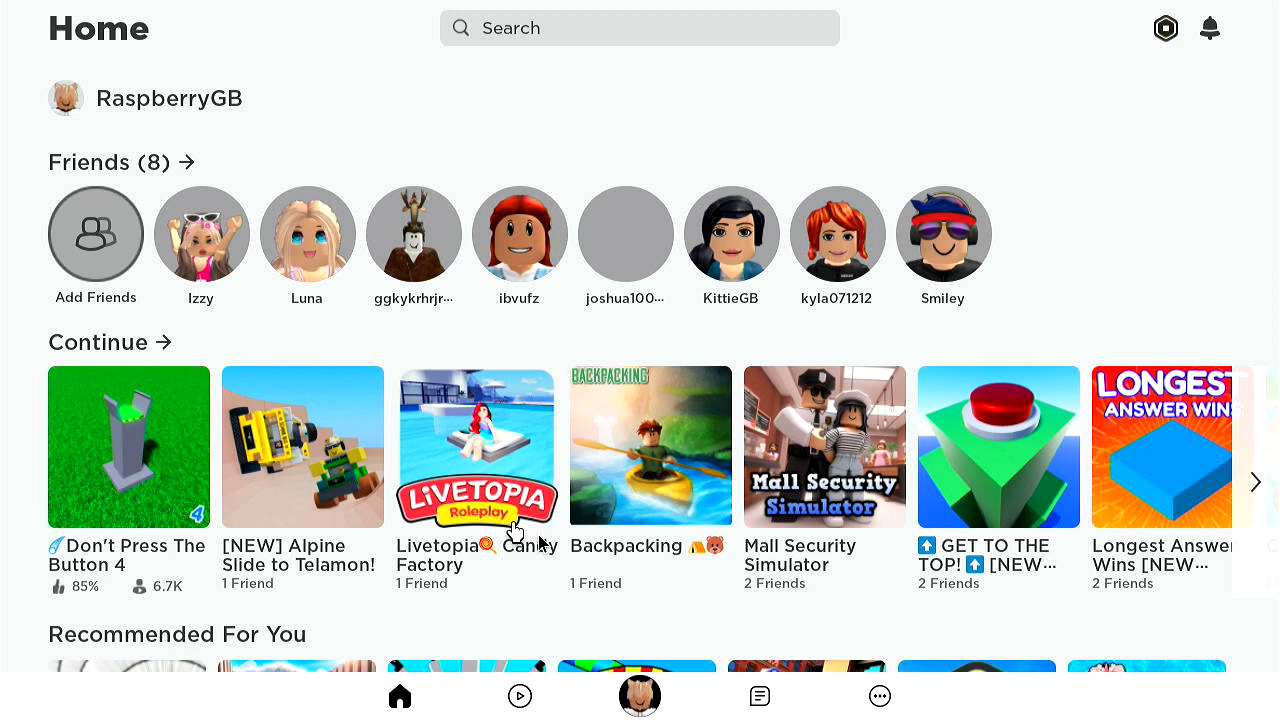 Home
Search
RaspberryGB
Friends (8) →
Add Friends
Izzy
Luna
ggkykrhrjr...
ibvufz
joshua100...
KittieGB
kyla071212
Smiley
Continue →
4
LIVETOPIA
Roleplay
BACKPACKING
Mall Security
Simulator
LONGEST
ANSWER WINS
Don't Press The
Button 4
85% 6.7K
[NEW] Alpine
Slide to Telamon!
1 Friend
Livetopia🍭 Candy
Factory
1 Friend
Backpacking 🏕🐻
1 Friend
Mall Security
Simulator
2 Friends
⬆ GET TO THE
TOP! ⬆ [NEW...
2 Friends
Longest Answer
Wins [NEW...
2 Friends
Recommended For You